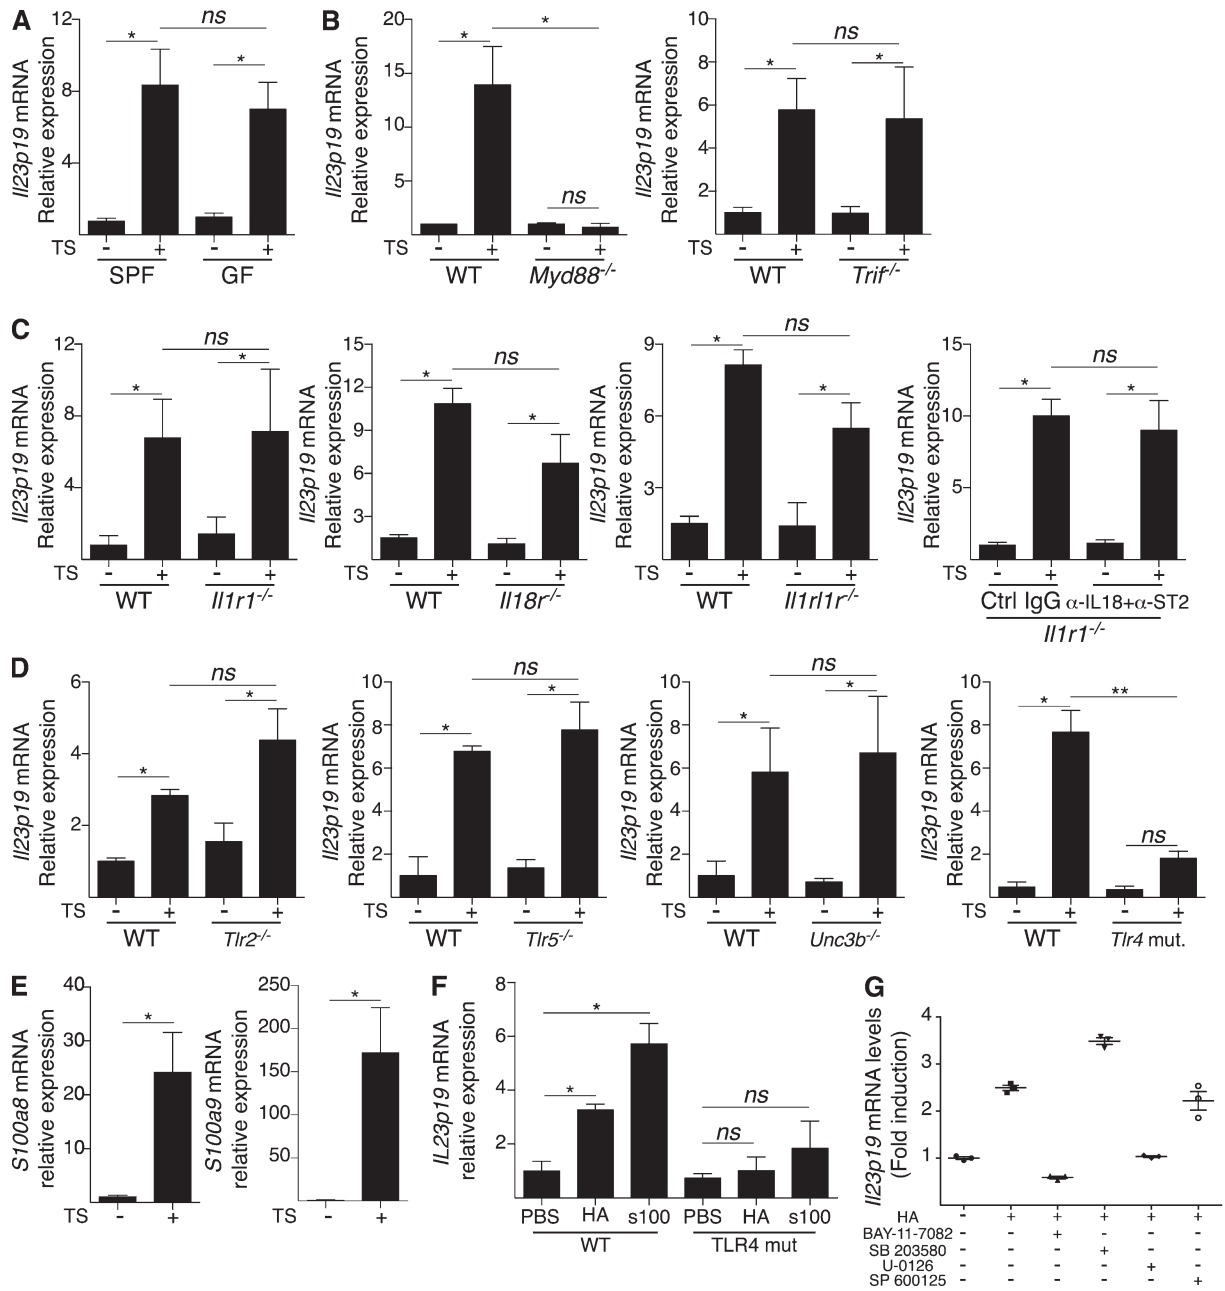 A
Il23p19 mRNA
Relative expression
12
8
4
*
ns
*
TS - + - +
SPF GF
B
Il23p19 mRNA
Relative expression
20
15
10
5
*
*
ns
TS - + - +
WT Myd88-/-
Il23p19 mRNA
Relative expression
10
8
6
4
2
*
ns
*
TS - + - +
WT Trif-/-
C
Il23p19 mRNA
Relative expression
12
8
4
*
ns
*
TS - + - +
WT Il1r1-/-
Il23p19 mRNA
Relative expression
15
12
9
6
3
*
ns
*
TS - + - +
WT Il18r-/-
Il23p19 mRNA
Relative expression
9
6
3
*
ns
*
TS - + - +
WT Il1rl1r-/-
Il23p19 mRNA
Relative expression
15
10
5
*
ns
*
TS - + - +
Ctrl IgG α-IL18+α-ST2
Il1r1-/-
D
Il23p19 mRNA
Relative expression
6
4
2
*
ns
*
TS - + - +
WT Tlr2-/-
Il23p19 mRNA
Relative expression
10
8
6
4
2
*
ns
*
TS - + - +
WT Tlr5-/-
Il23p19 mRNA
Relative expression
10
8
6
4
2
*
ns
*
TS - + - +
WT Unc3b-/-
Il23p19 mRNA
Relative expression
10
8
6
4
2
*
**
ns
TS - + - +
WT Tlr4 mut.
E
S100a8 mRNA
relative expression
40
30
20
10
*
TS - +
S100a9 mRNA
relative expression
250
200
150
100
50
*
TS - +
F
IL23p19 mRNA
relative expression
8
6
4
2
*
*
ns
ns
PBS HA s100 PBS HA s100
WT TLR4 mut
G
Il23p19 mRNA levels
(Fold induction)
4
3
2
1
HA - + + + + +
BAY-11-7082 - - + - - -
SB 203580 - - - + - -
U-0126 - - - - + -
SP 600125 - - - - - +